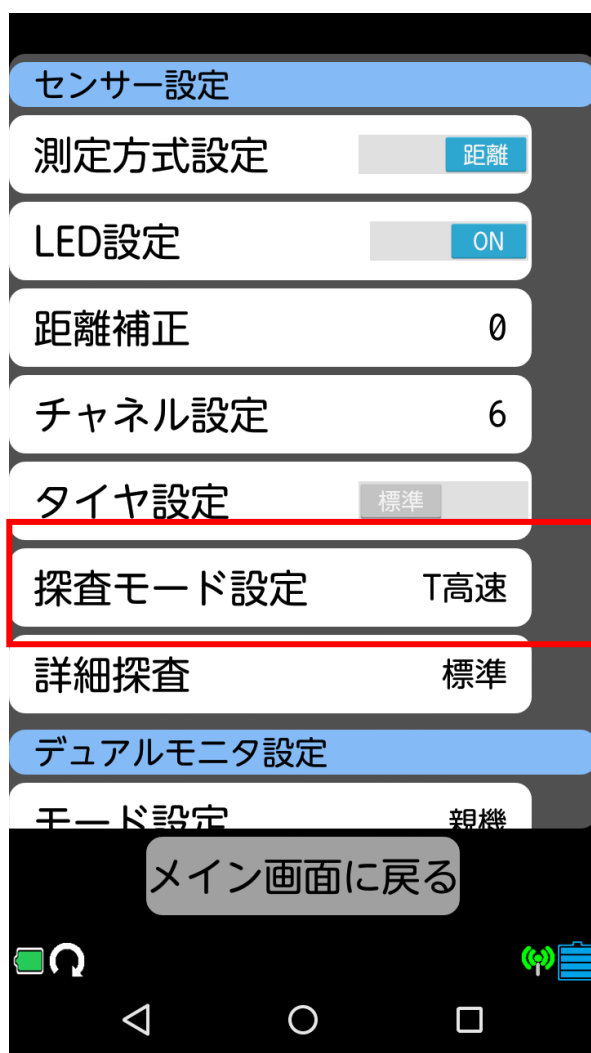 センサー設定
測定方式設定 距離
LED設定 ON
距離補正 0
チャネル設定 6
タイヤ設定 標準
探査モード設定 T高速
詳細探査 標準
デュアルモニタ設定
モード設定 親機
メイン画面に戻る